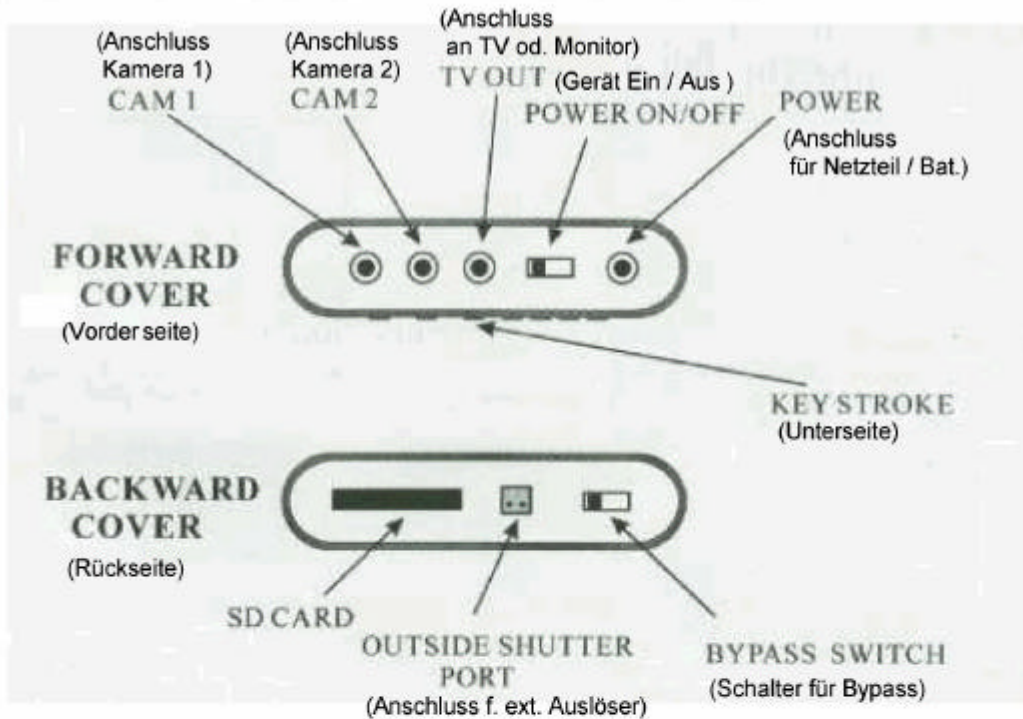 (Anschluss
Kamera 1)
CAM 1
(Anschluss
Kamera 2)
CAM 2
(Anschluss
an TV od. Monitor)
TV OUT
(Gerät Ein / Aus )
POWER ON/OFF
POWER
(Anschluss
für Netzteil / Bat.)
FORWARD
COVER
(Vorderseite)
KEY STROKE
(Unterseite)
BACKWARD
COVER
(Rückseite)
SD CARD
OUTSIDE SHUTTER
PORT
(Anschluss f. ext. Auslöser)
BYPASS SWITCH
(Schalter für Bypass)